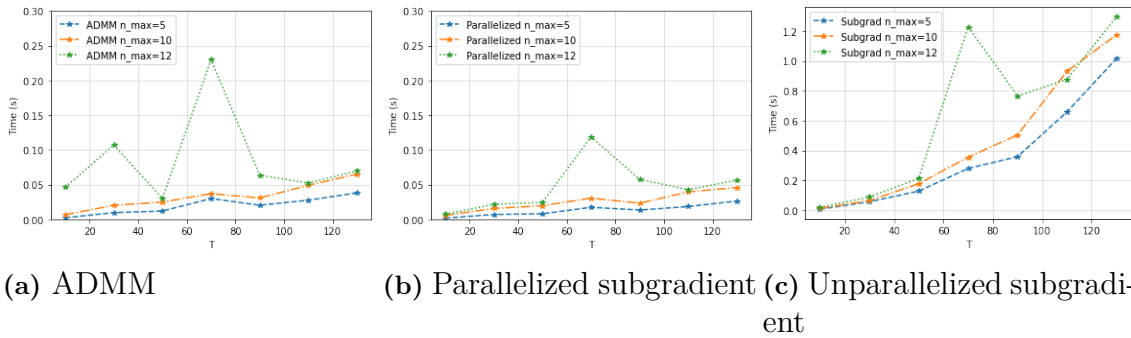 ADMM n_max=5
ADMM n_max=10
ADMM n_max=12
0.30
0.25
0.20
0.15
0.10
0.05
0.00
Time (s)
20 40 60 80 100 120
T
(a) ADMM
Parallelized n_max=5
Parallelized n_max=10
Parallelized n_max=12
0.30
0.25
0.20
0.15
0.10
0.05
0.00
Time (s)
20 40 60 80 100 120
T
(b) Parallelized subgradient
Subgrad n_max=5
Subgrad n_max=10
Subgrad n_max=12
1.2
1.0
0.8
0.6
0.4
0.2
0.0
Time (s)
20 40 60 80 100 120
T
(c) Unparallelized subgradi-
ent